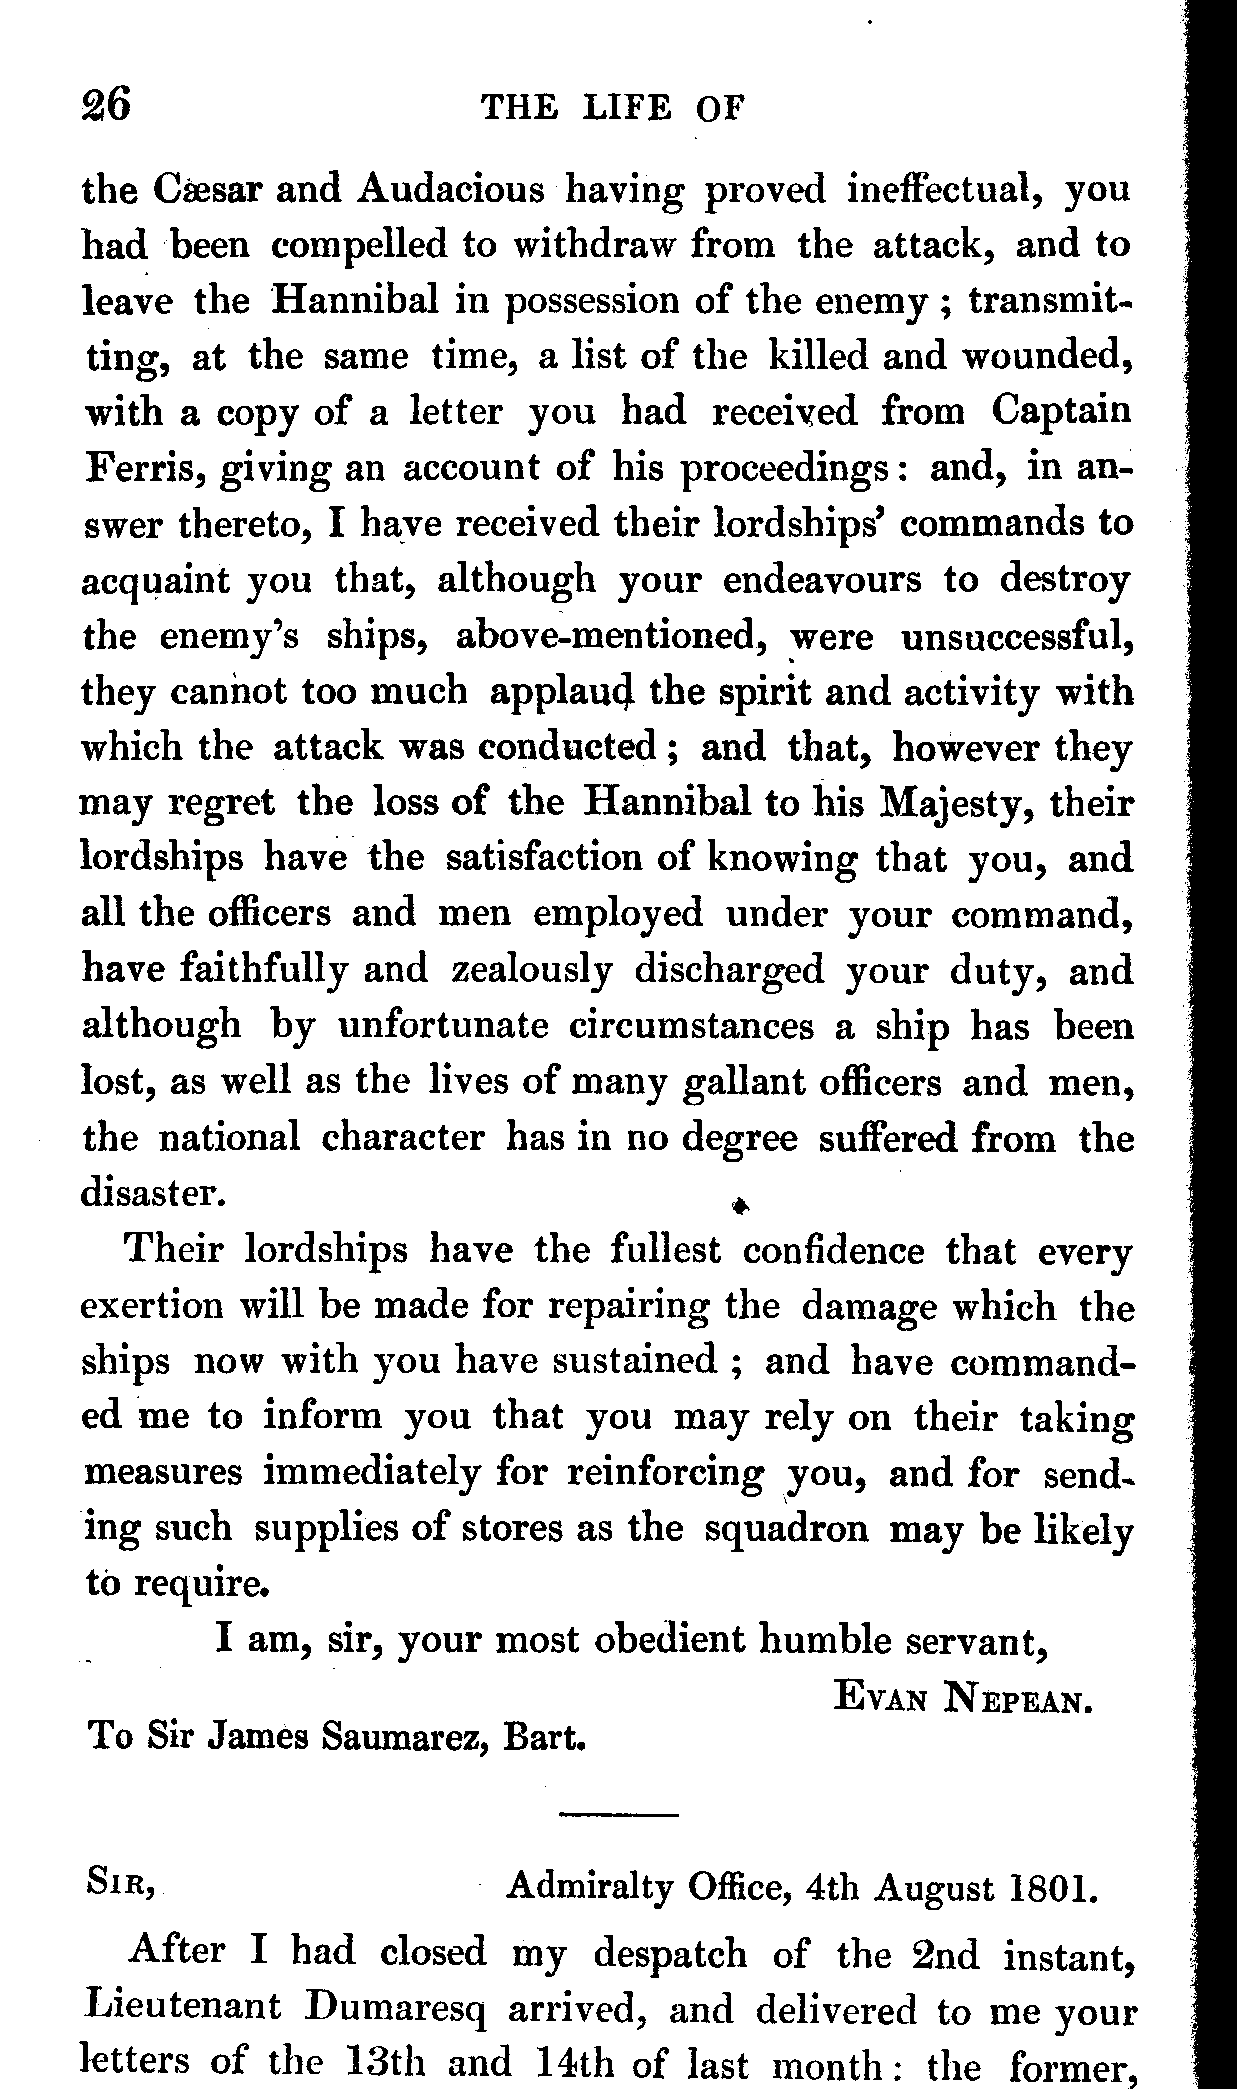 26 THE LIFE OF
the Cæsar and Audacious having proved ineffectual, you
had been compelled to withdraw from the attack, and to
leave the Hannibal in possession of the enemy ; transmit-
ting, at the same time, a list of the killed and wounded,
with a copy of a letter you had received from Captain
Ferris, giving an account of his proceedings : and, in an-
swer thereto, I have received their lordships’ commands to
acquaint you that, although your endeavours to destroy
the enemy’s ships, above-mentioned, were unsuccessful,
they cannot too much applaud the spirit and activity with
which the attack was conducted ; and that, however they
may regret the loss of the Hannibal to his Majesty, their
lordships have the satisfaction of knowing that you, and
all the officers and men employed under your command,
have faithfully and zealously discharged your duty, and
although by unfortunate circumstances a ship has been
lost, as well as the lives of many gallant officers and men,
the national character has in no degree suffered from the
disaster.
Their lordships have the fullest confidence that every
exertion will be made for repairing the damage which the
ships now with you have sustained ; and have command-
ed me to inform you that you may rely on their taking
measures immediately for reinforcing you, and for send-
ing such supplies of stores as the squadron may be likely
to require.
I am, sir, your most obedient humble servant,
EVAN NEPEAN.
To Sir James Saumarez, Bart.
SIR, Admiralty Office, 4th August 1801.
After I had closed my despatch of the 2nd instant,
Lieutenant Dumaresq arrived, and delivered to me your
letters of the 13th and 14th of last month : the former,